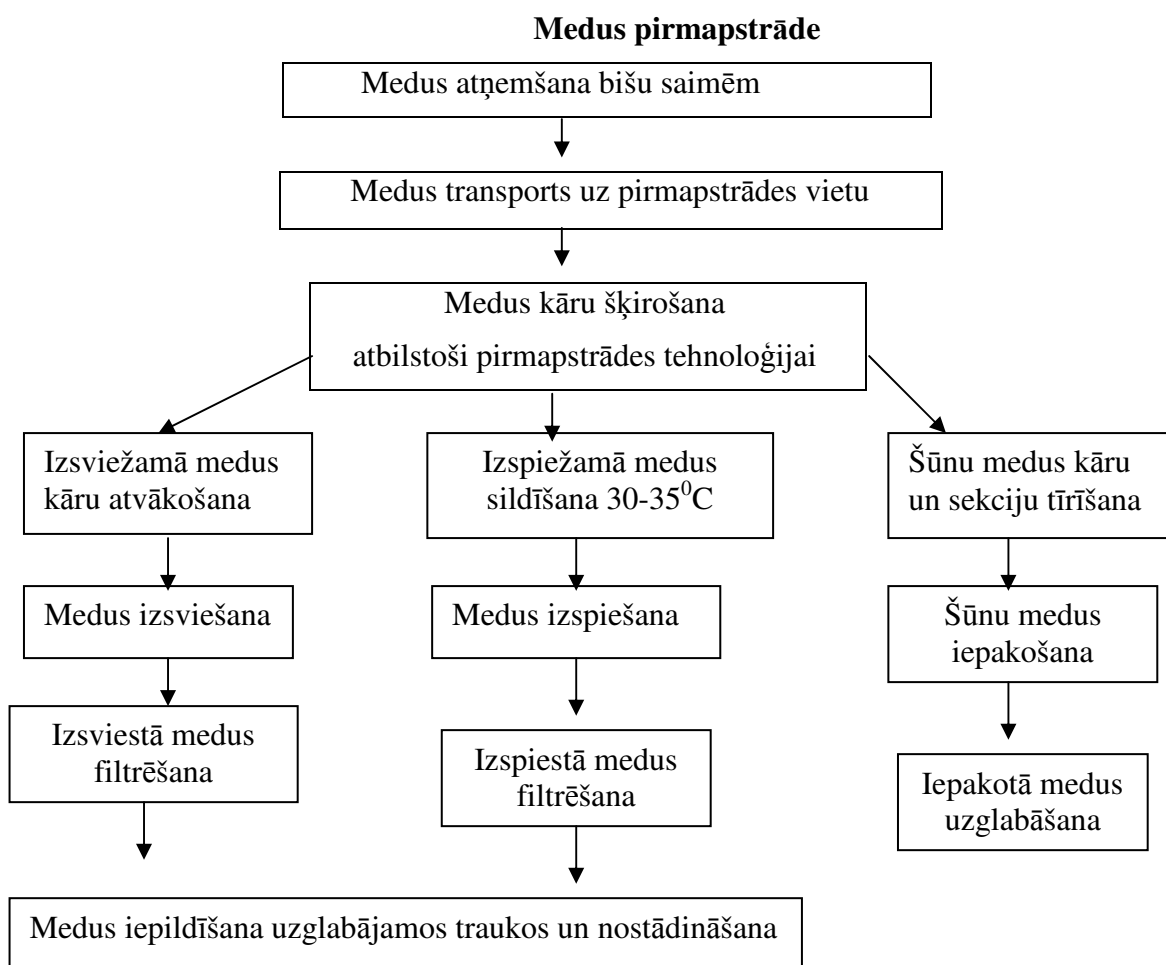 Medus pirmapstrāde
Medus atņemšana bišu saimēm
Medus transports uz pirmapstrādes vietu
Medus kāru šķirošana
atbilstoši pirmapstrādes tehnoloģijai
Izsviežamā medus
kāru atvākošana
Izspiežamā medus
sildīšana 30-35⁰C
Šūnu medus kāru
un sekciju tīrīšana
Medus izsviešana
Medus izspiešana
Šūnu medus
iepakošana
Izsviestā medus
filtrēšana
Izspiestā medus
filtrēšana
Iepakotā medus
uzglabāšana
Medus iepildīšana uzglabājamos traukos un nostādināšana